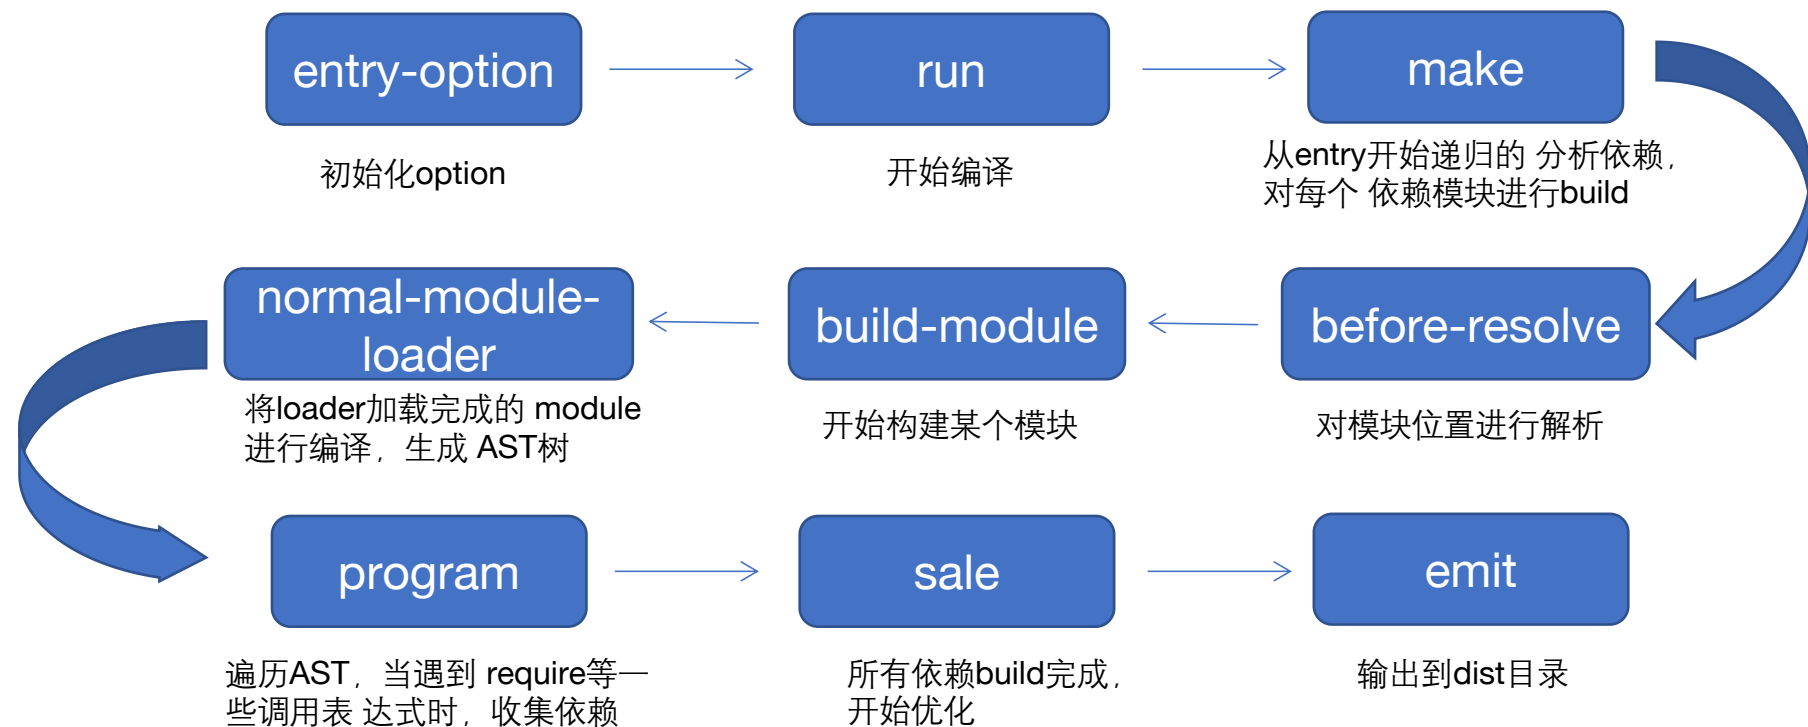 entry-option
run
make
初始化option
开始编译
从entry开始递归的 分析依赖，
对每个 依赖模块进行build
normal-module-
loader
build-module
before-resolve
将loader加载完成的 module
进行编译，生成 AST树
开始构建某个模块
对模块位置进行解析
program
sale
emit
遍历AST，当遇到 require等一
些调用表 达式时，收集依赖
所有依赖build完成，
开始优化
输出到dist目录